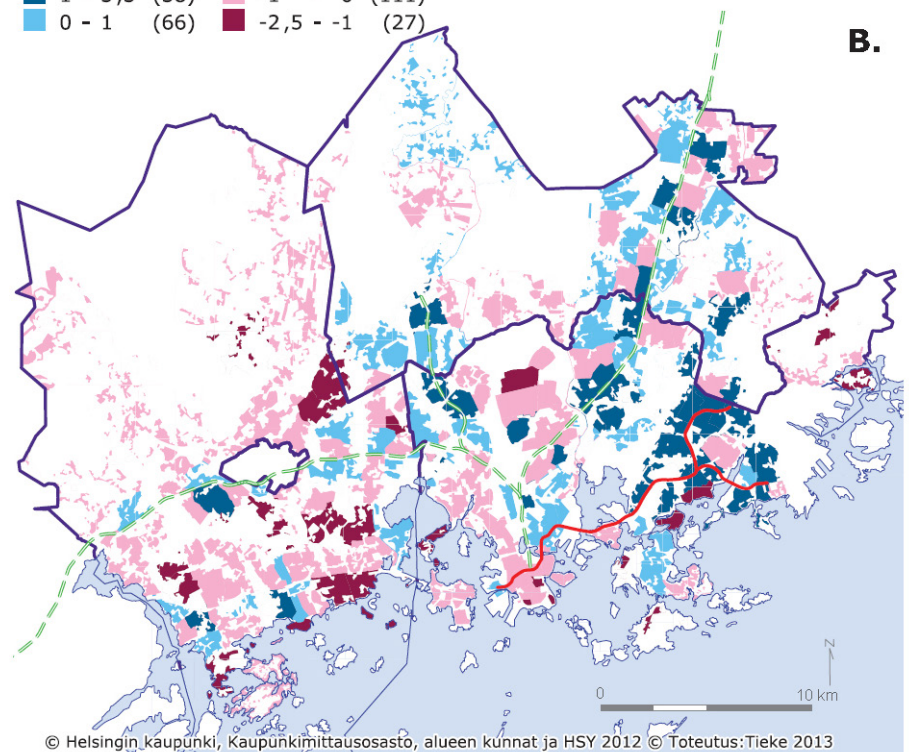 0 - 1 (66)
-2,5 - -1 (27)
B.
N
0 10 km
© Helsingin kaupunki, Kaupunkimittausosasto, alueen kunnat ja HSY 2012 © Toteutus:Tieke 2013